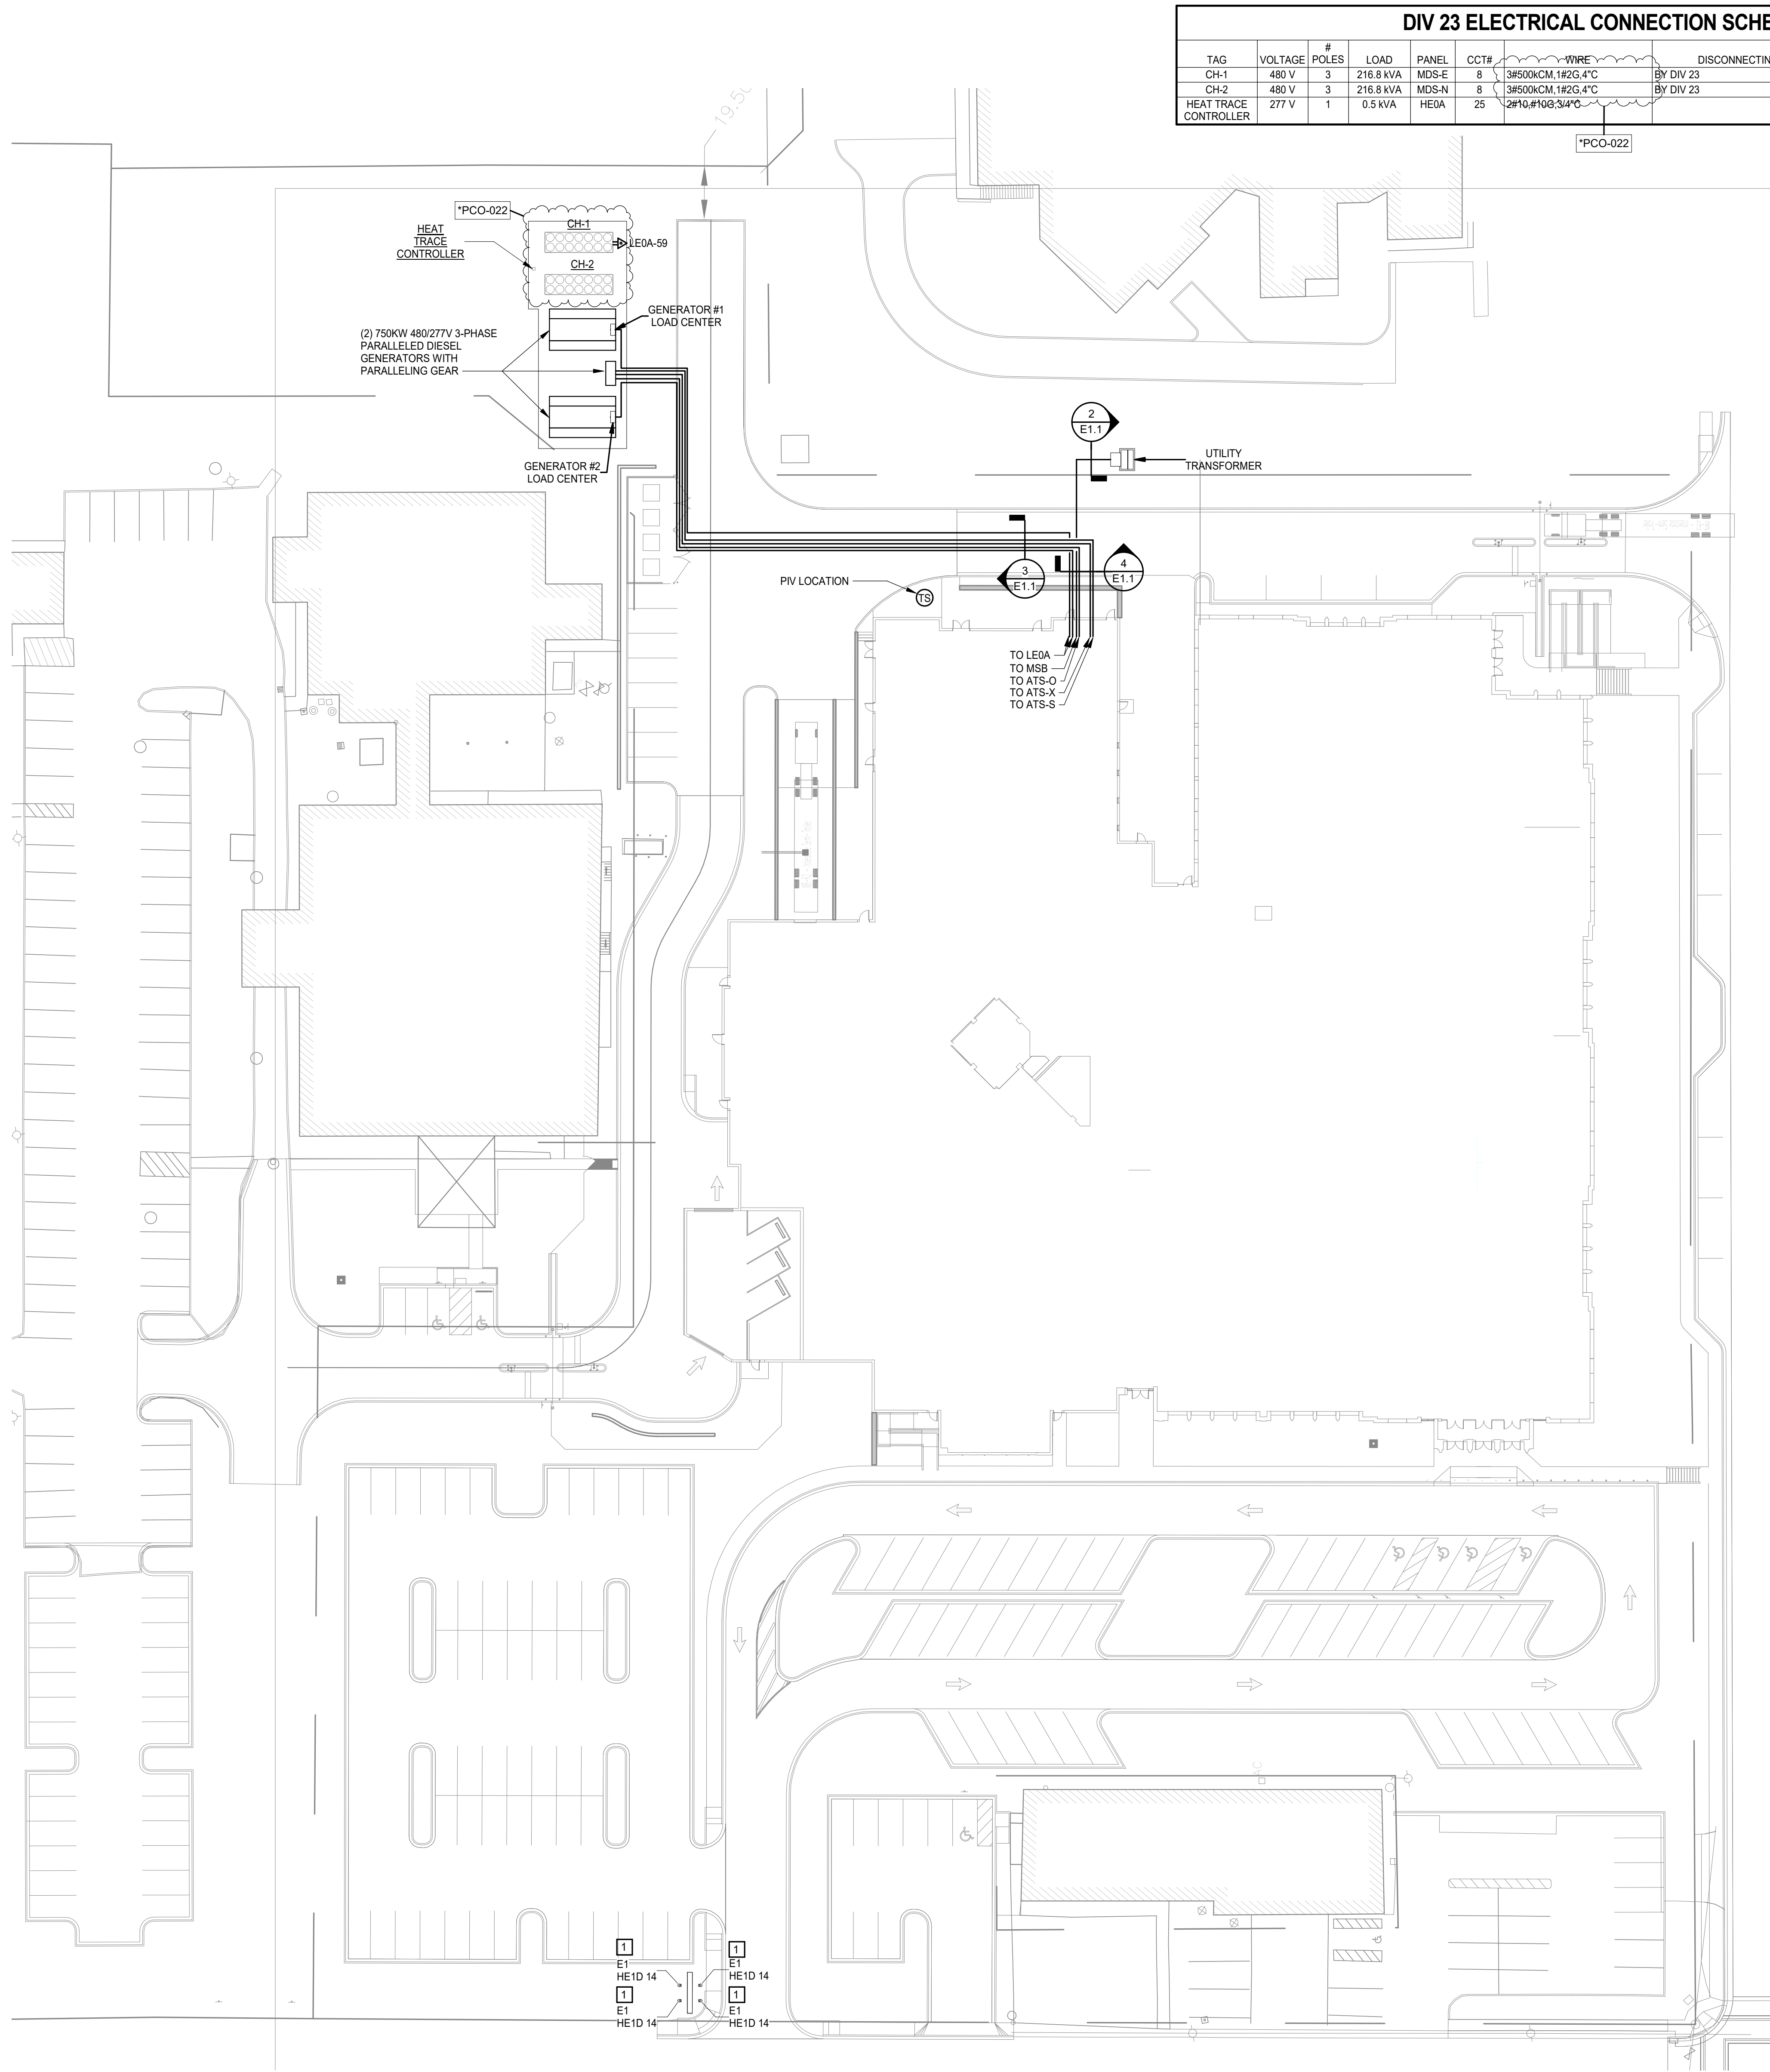 DIV 23 ELECTRICAL CONNECTION SCHE
TAG VOLTAGE # POLES LOAD PANEL CCT# WIRE DISCONNECTIN
CH-1 480 V 3 216.8 kVA MDS-E 8 3#500kCM,1#2G,4"C BY DIV 23
CH-2 480 V 3 216.8 kVA MDS-N 8 3#500kCM,1#2G,4"C BY DIV 23
HEAT TRACE CONTROLLER 277 V 1 0.5 kVA HE0A 25 2#10,#10G,3/4"C
*PCO-022
19.50
*PCO-022
HEAT
TRACE
CONTROLLER
CH-1
LE0A-59
CH-2
GENERATOR #1
LOAD CENTER
(2) 750KW 480/277V 3-PHASE
PARALLELED DIESEL
GENERATORS WITH
PARALLELING GEAR
GENERATOR #2
LOAD CENTER
2
E1.1
UTILITY
TRANSFORMER
3
E1.1
4
E1.1
PIV LOCATION
TS
TO LE0A
TO MSB
TO ATS-O
TO ATS-X
TO ATS-S
1
E1
HE1D 14
1
E1
HE1D 14
1
E1
HE1D 14
1
E1
HE1D 14